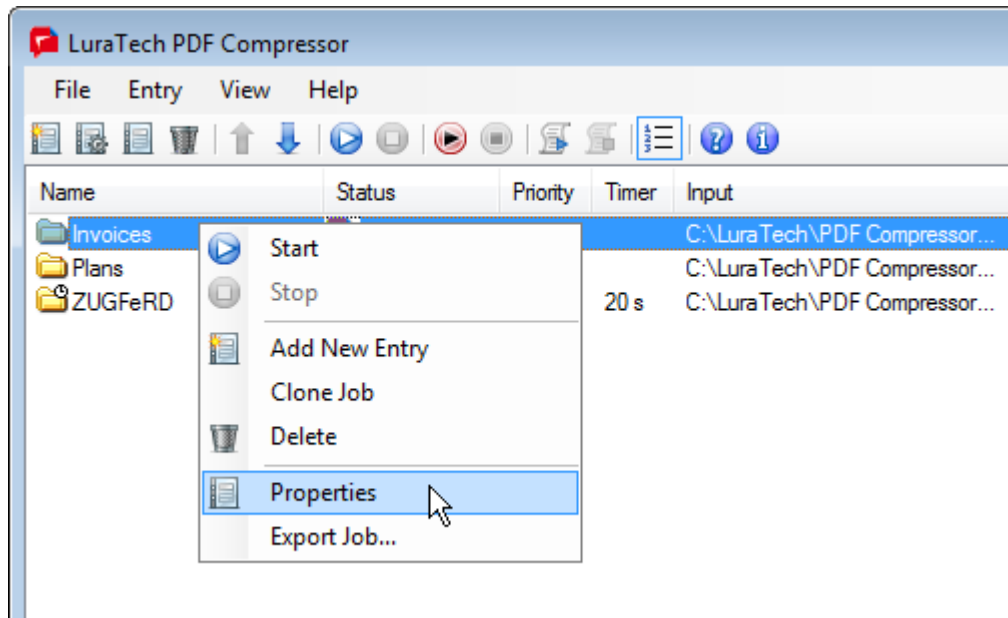 LuraTech PDF Compressor
File Entry View Help
Name Status Priority Timer Input
Invoices C:\LuraTech\PDF Compressor...
Plans C:\LuraTech\PDF Compressor...
ZUGFeRD 20 s C:\LuraTech\PDF Compressor...
Start
Stop
Add New Entry
Clone Job
Delete
Properties
Export Job...